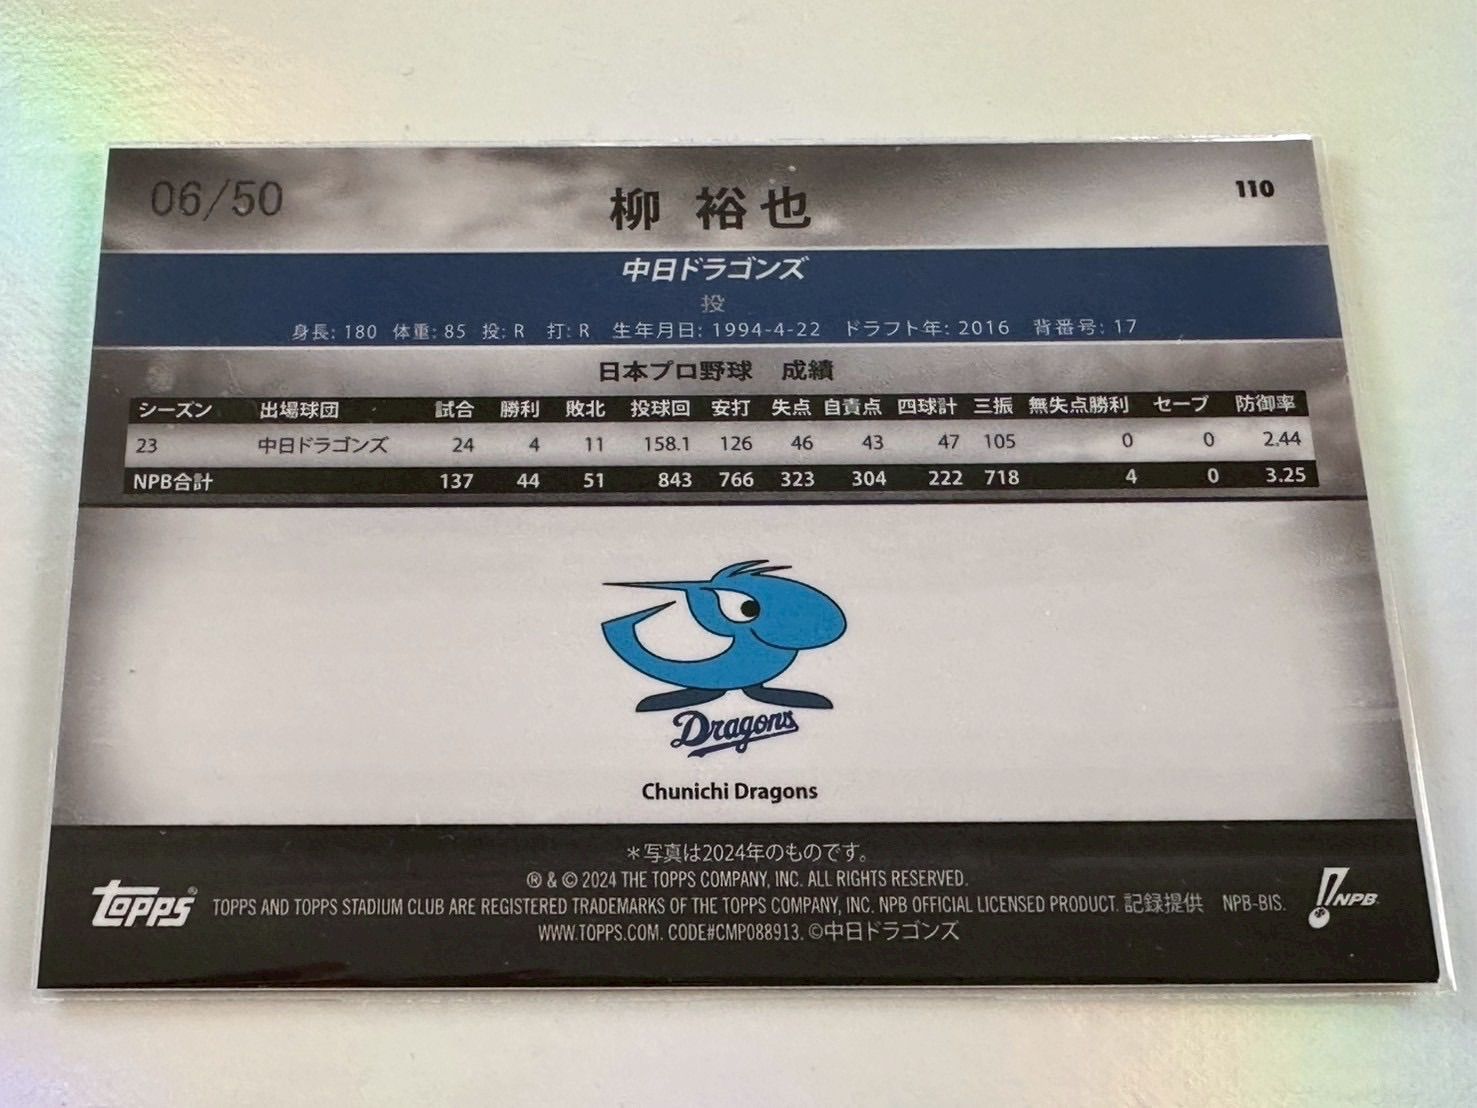 06/50
柳 裕也
110
中日ドラゴンズ
投
身長: 180 体重: 85 投: R 打: R 生年月日: 1994-4-22 ドラフト年: 2016 背番号: 17
日本プロ野球 成績
シーズン 出場球団 試合 勝利 敗北 投球回 安打 失点 自責点 四球計 三振 無失点勝利 セーブ 防御率
23 中日ドラゴンズ 24 4 11 158.1 126 46 43 47 105 0 0 2.44
NPB合計 137 44 51 843 766 323 304 222 718 4 0 3.25
Dragons
Chunichi Dragons
＊写真は2024年のものです。
® & © 2024 THE TOPPS COMPANY, INC. ALL RIGHTS RESERVED.
topps®
TOPPS AND TOPPS STADIUM CLUB ARE REGISTERED TRADEMARKS OF THE TOPPS COMPANY, INC. NPB OFFICIAL LICENSED PRODUCT. 記録提供 NPB-BIS.
NPB
WWW.TOPPS.COM. CODE#CMP088913. ©中日ドラゴンズ